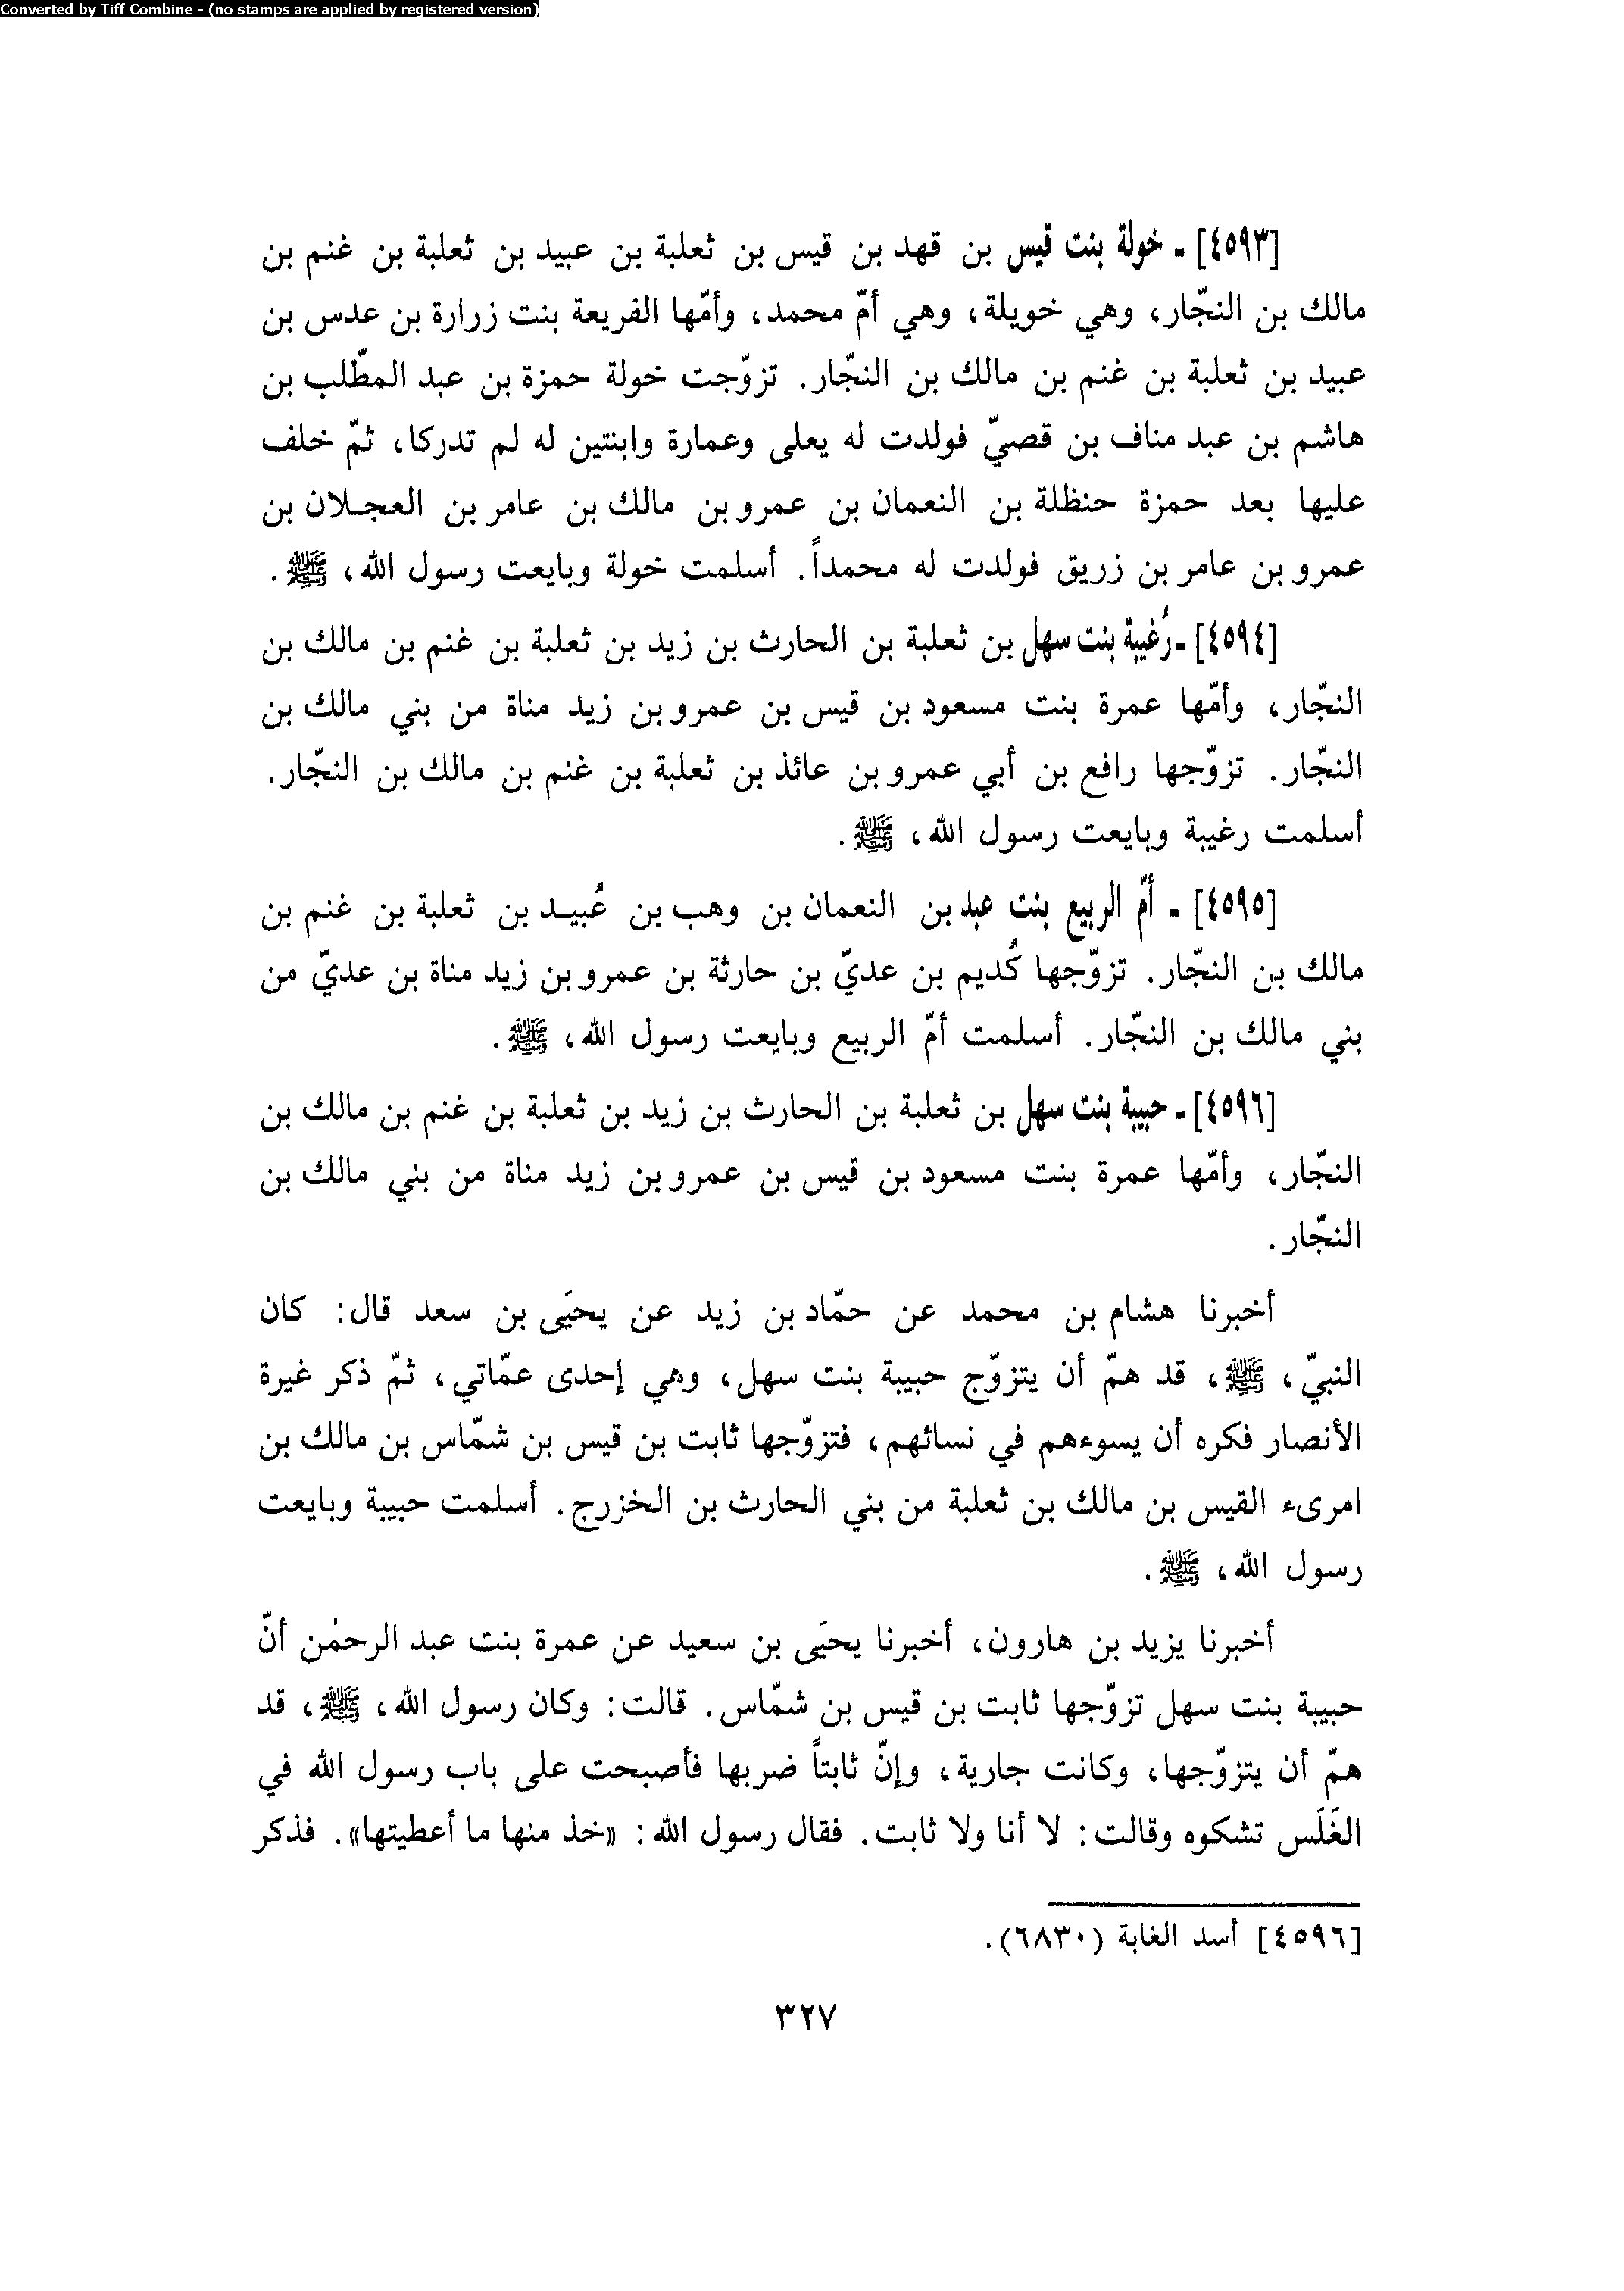 Converted by Tiff Combine - (no stamps are applied by registered version)
[٤٥٩٣] - خولة بنت قيس بن قهد بن قيس بن ثعلبة بن عبيد بن ثعلبة بن غنم بن
مالك بن النجّار، وهي خويلة، وهي أمّ محمد، وأمّها الفريعة بنت زرارة بن عدس بن
عبيد بن ثعلبة بن غنم بن مالك بن النجّار. تزوّجت خولة حمزة بن عبد المطّلب بن
هاشم بن عبد مناف بن قصيّ فولدت له يعلى وعمارة وابنتين له لم تدركا، ثمّ خلف
عليها بعد حمزة حنظلة بن النعمان بن عمرو بن مالك بن عامر بن العجلان بن
عمرو بن عامر بن زريق فولدت له محمداً. أسلمت خولة وبايعت رسول الله، ﷺ.
[٤٥٩٤] - رُغيبة بنت سهل بن ثعلبة بن الحارث بن زيد بن ثعلبة بن غنم بن مالك بن
النجّار، وأمّها عمرة بنت مسعود بن قيس بن عمرو بن زيد مناة من بني مالك بن
النجّار. تزوّجها رافع بن أبي عمرو بن عائذ بن ثعلبة بن غنم بن مالك بن النجّار.
أسلمت رغيبة وبايعت رسول الله، ﷺ.
[٤٥٩٥] - أمّ الربيع بنت عبد بن النعمان بن وهب بن عُبيد بن ثعلبة بن غنم بن
مالك بن النجّار. تزوّجها كُديم بن عديّ بن حارثة بن عمرو بن زيد مناة بن عديّ من
بني مالك بن النجّار. أسلمت أمّ الربيع وبايعت رسول الله، ﷺ.
[٤٥٩٦] - حبيبة بنت سهل بن ثعلبة بن الحارث بن زيد بن ثعلبة بن غنم بن مالك بن
النجّار، وأمّها عمرة بنت مسعود بن قيس بن عمرو بن زيد مناة من بني مالك بن
النجّار.
أخبرنا هشام بن محمد عن حمّاد بن زيد عن يحيَى بن سعد قال: كان
النبيّ، ﷺ، قد همّ أن يتزوّج حبيبة بنت سهل، وهي إحدى عمّاتي، ثمّ ذكر غيرة
الأنصار فكره أن يسوءهم في نسائهم، فتزوّجها ثابت بن قيس بن شمّاس بن مالك بن
امرىء القيس بن مالك بن ثعلبة من بني الحارث بن الخزرج. أسلمت حبيبة وبايعت
رسول الله، ﷺ.
أخبرنا يزيد بن هارون، أخبرنا يحيَى بن سعيد عن عمرة بنت عبد الرحمٰن أنّ
حبيبة بنت سهل تزوّجها ثابت بن قيس بن شمّاس. قالت: وكان رسول الله، ﷺ، قد
همّ أن يتزوّجها، وكانت جارية، وإنّ ثابتاً ضربها فأصبحت على باب رسول الله في
الغَلَس تشكوه وقالت: لا أنا ولا ثابت. فقال رسول الله: «خذ منها ما أعطيتها». فذكر
[٤٥٩٦] أسد الغابة (٦٨٣٠).
٣٢٧